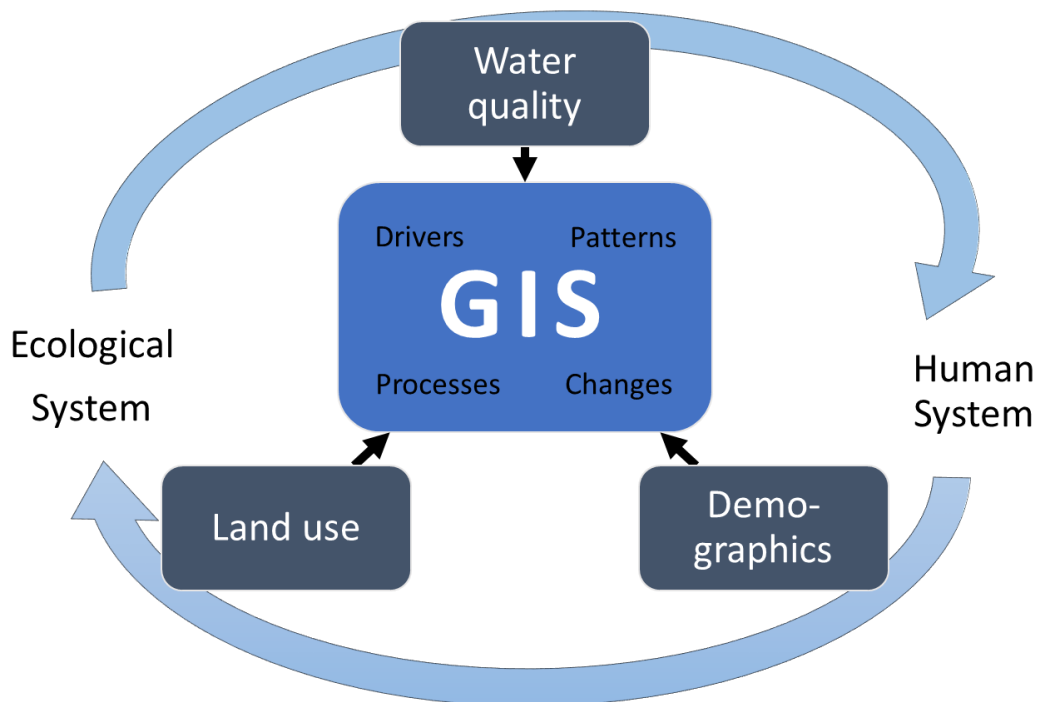 Water
quality
Drivers Patterns
GIS
Processes Changes
Ecological
System
Human
System
Land use
Demo-
graphics